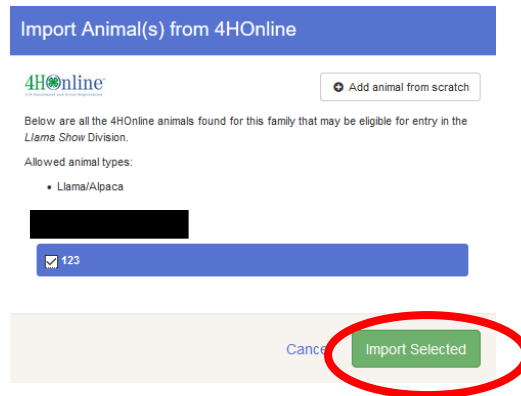 Import Animal(s) from 4HOnline
4HOnline
Add animal from scratch
Below are all the 4HOnline animals found for this family that may be eligible for entry in the
Llama Show Division.
Allowed animal types:
• Llama/Alpaca
123
Cance
Import Selected